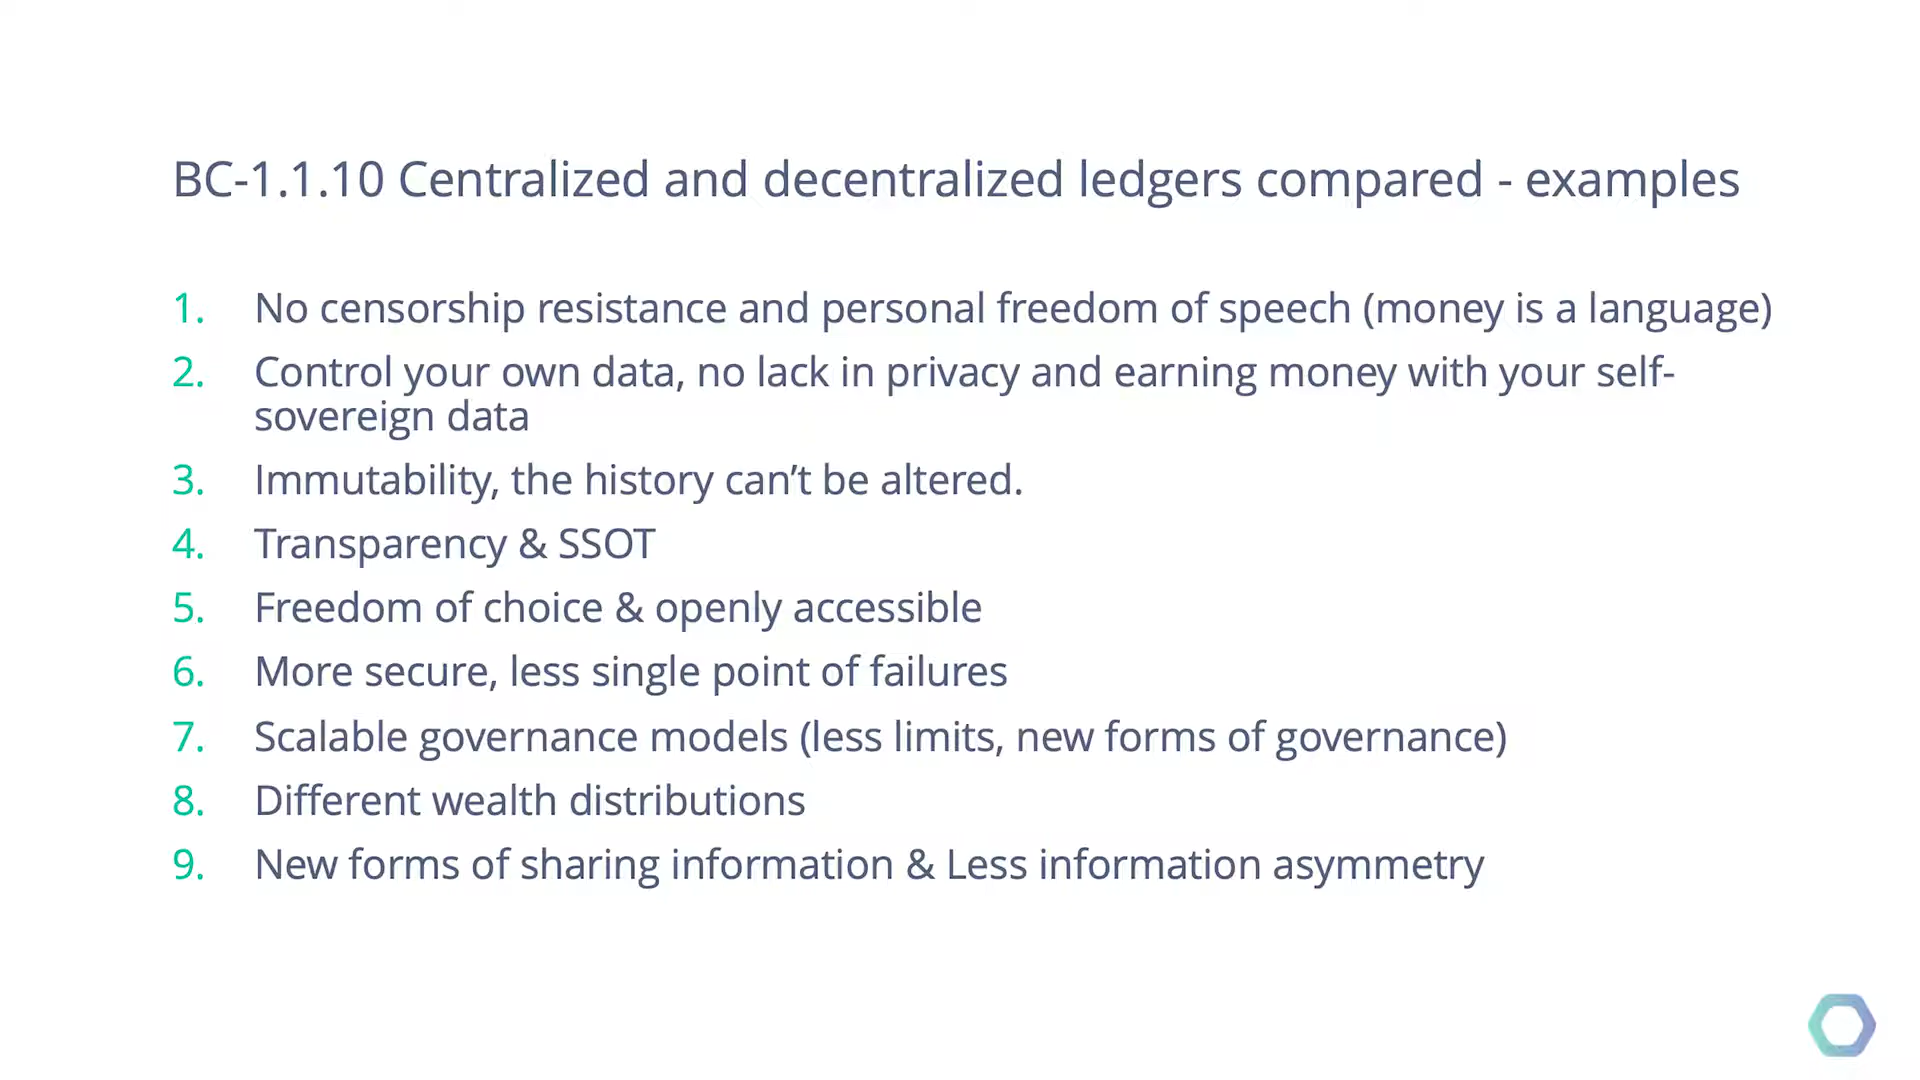 BC-1.1.10 Centralized and decentralized ledgers compared - examples
1. No censorship resistance and personal freedom of speech (money is a language)
2. Control your own data, no lack in privacy and earning money with your self-
sovereign data
3. Immutability, the history can’t be altered.
4. Transparency & SSOT
5. Freedom of choice & openly accessible
6. More secure, less single point of failures
7. Scalable governance models (less limits, new forms of governance)
8. Different wealth distributions
9. New forms of sharing information & Less information asymmetry